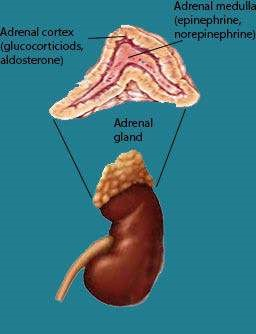 Adrenal cortex
(glucocorticiods,
aldosterone)
Adrenal medulla
(epinephrine,
norepinephrine)
Adrenal
gland